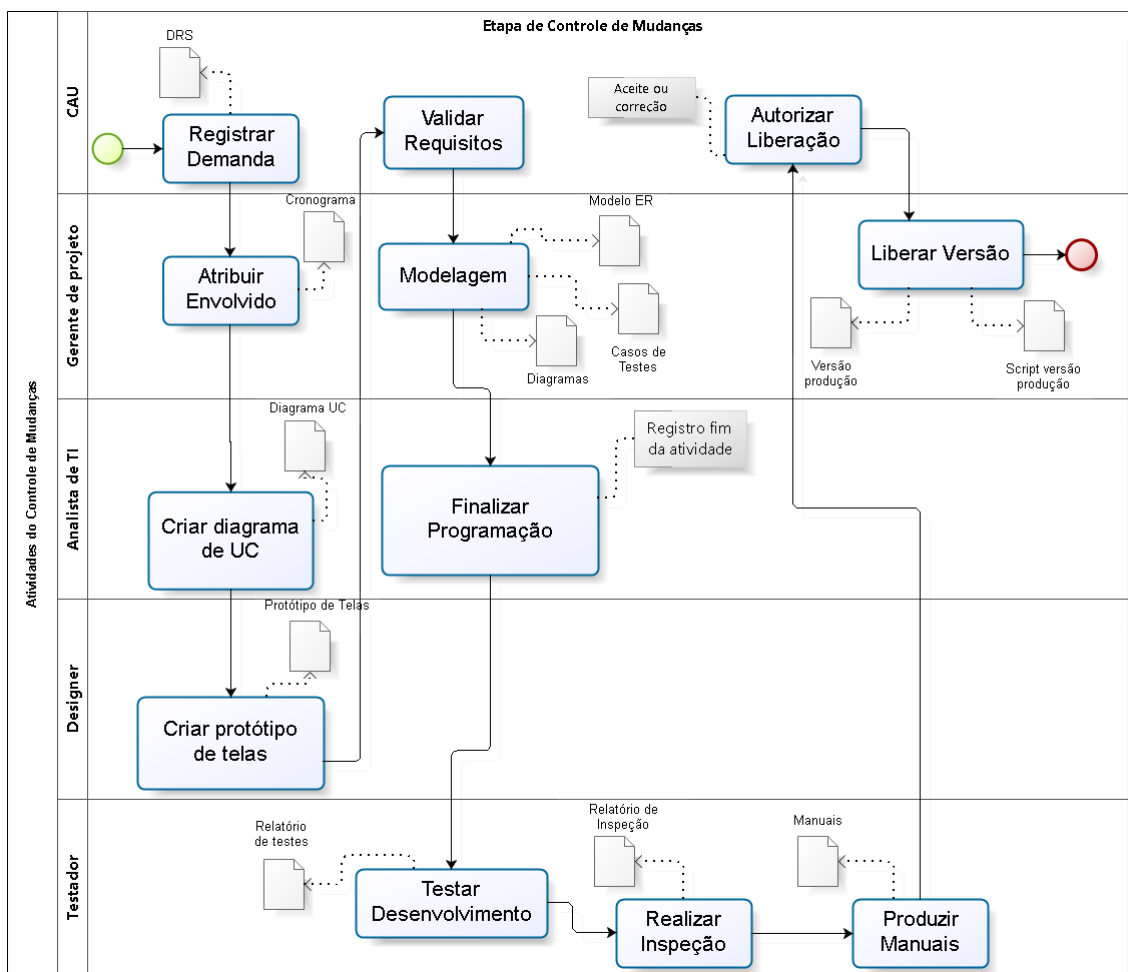 Etapa de Controle de Mudanças
Atividades do Controle de Mudanças
CAU
DRS
Registrar
Demanda
Validar
Requisitos
Aceite ou
correção
Autorizar
Liberação
Gerente de projeto
Cronograma
Atribuir
Envolvido
Modelagem
Modelo ER
Casos de
Testes
Diagramas
Liberar Versão
Versão
produção
Script versão
produção
Analista de TI
Diagrama UC
Criar diagrama
de UC
Finalizar
Programação
Registro fim
da atividade
Designer
Protótipo de Telas
Criar protótipo
de telas
Testador
Relatório
de testes
Testar
Desenvolvimento
Relatório de
Inspeção
Realizar
Inspeção
Manuais
Produzir
Manuais